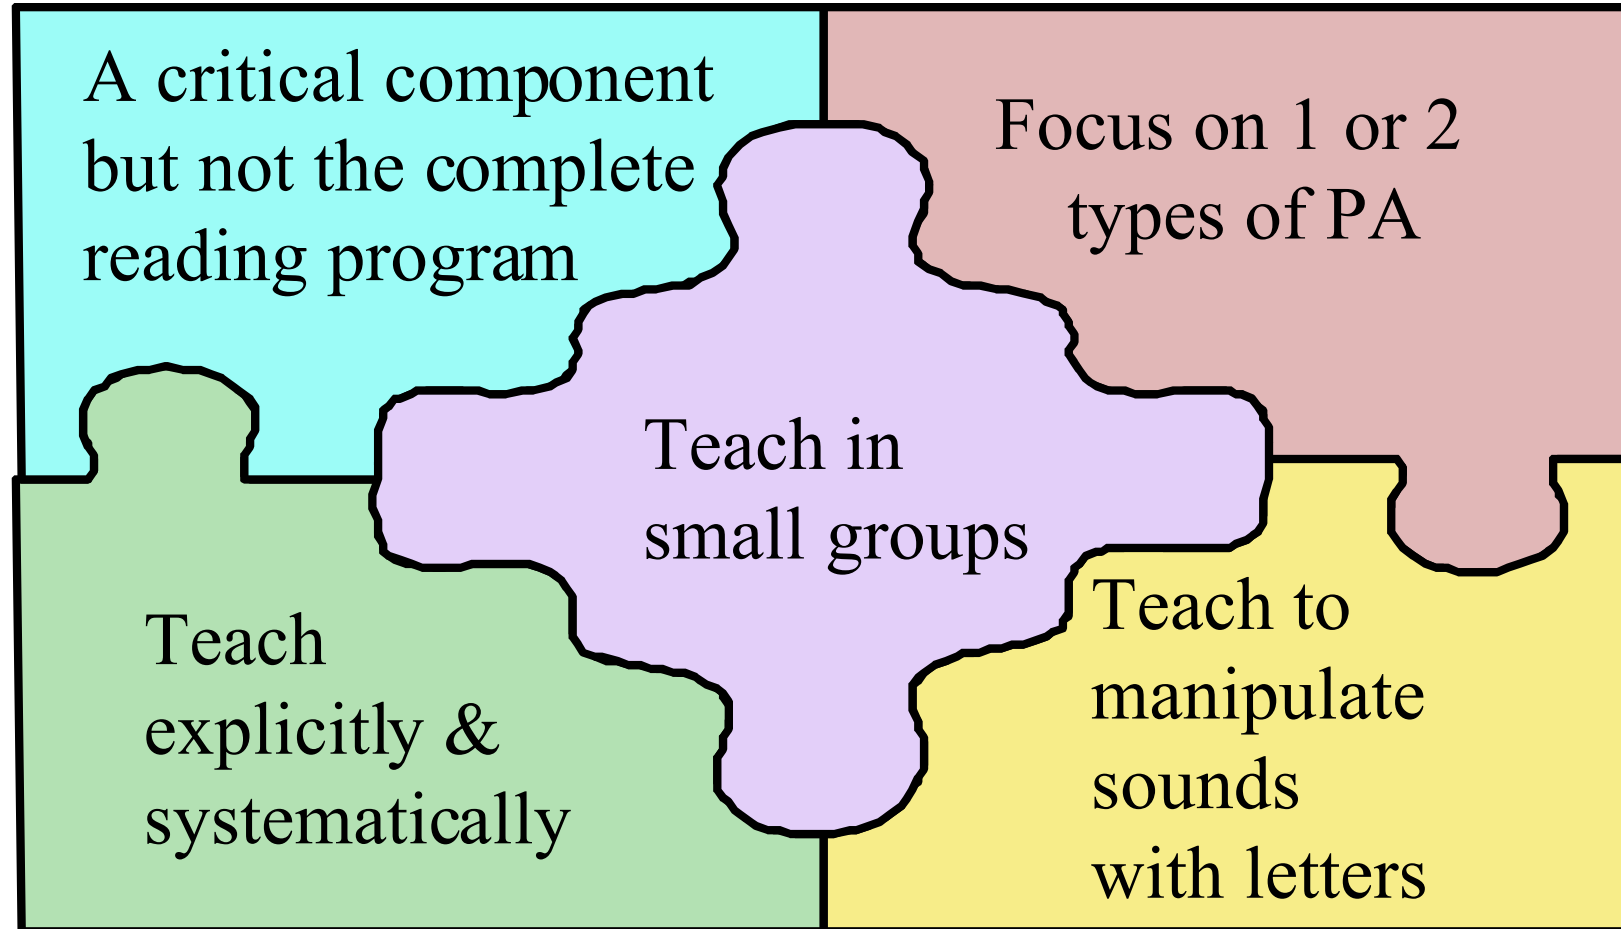 A critical component
but not the complete
reading program
Focus on 1 or 2
types of PA
Teach in
small groups
Teach
explicitly &
systematically
Teach to
manipulate
sounds
with letters